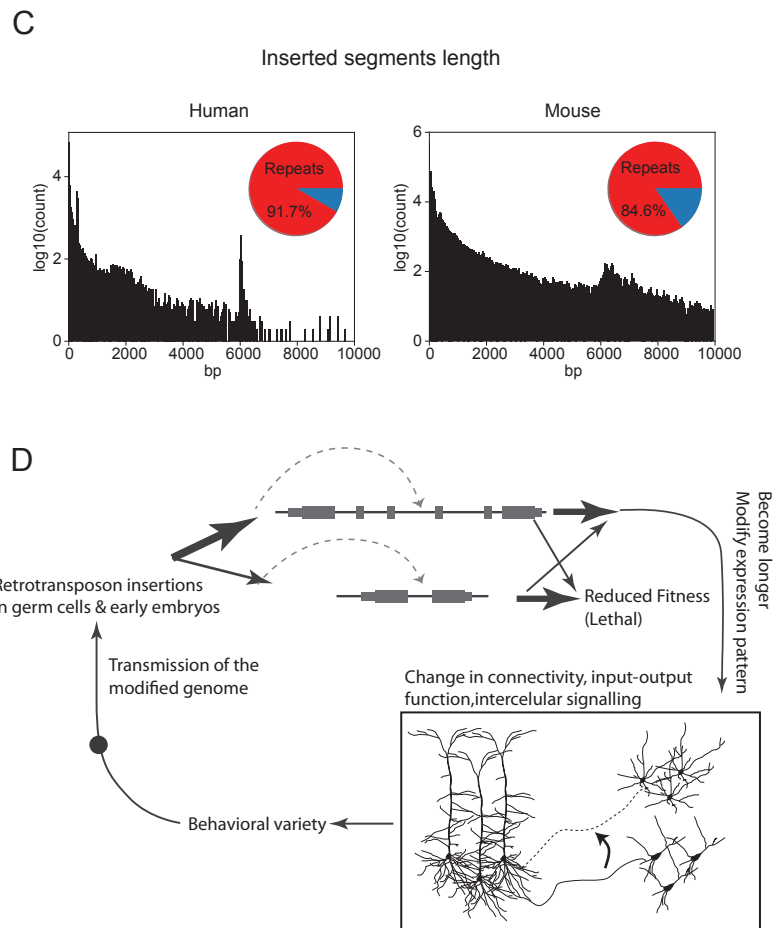 C
Inserted segments length
Human
Mouse
log10(count)
4
2
0
0
2000
4000
6000
8000
10000
bp
Repeats
91.7%
log10(count)
6
4
2
0
0
2000
4000
6000
8000
10000
bp
Repeats
84.6%
D
Become longer
Modify expression pattern
Retrotransposon insertions
n germ cells & early embryos
Reduced Fitness
(Lethal)
Transmission of the
modified genome
Change in connectivity, input-output
function,intercelular signalling
Behavioral variety